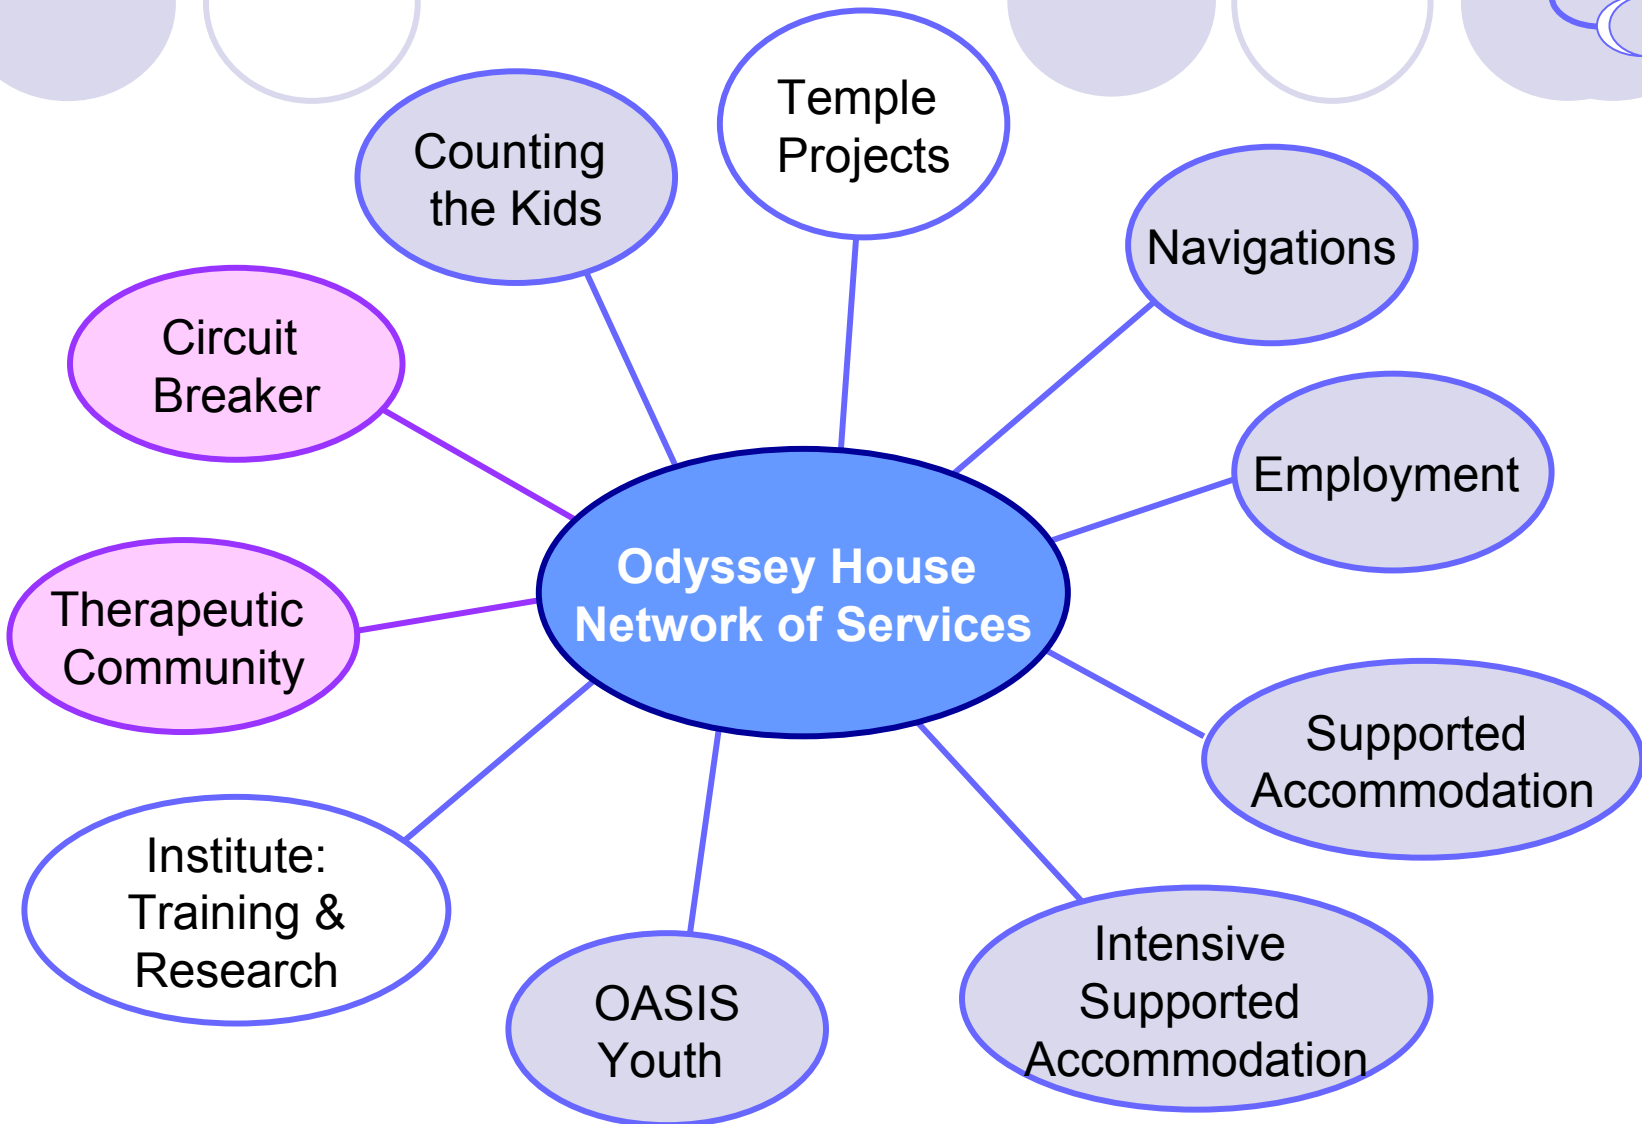 Temple
Projects
Counting
the Kids
Navigations
Circuit
Breaker
Employment
Odyssey House
Network of Services
Therapeutic
Community
Supported
Accommodation
Institute:
Training &
Research
Intensive
Supported
Accommodation
OASIS
Youth